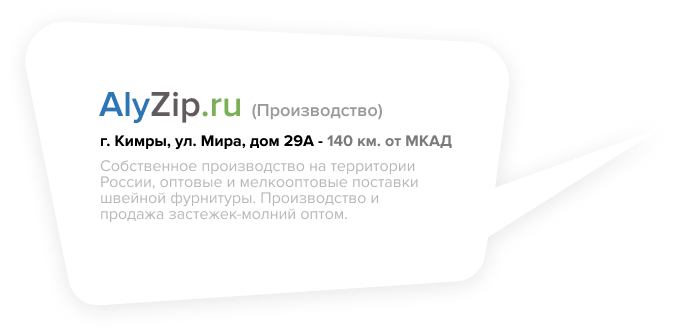 AlyZip.ru (Производство)
г. Кимры, ул. Мира, дом 29А - 140 км. от МКАД
Собственное производство на территории
России, оптовые и мелкооптовые поставки
швейной фурнитуры. Производство и
продажа застежек-молний оптом.